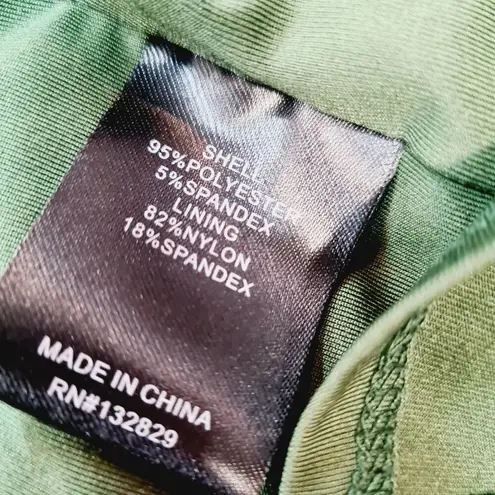 SHELL
95%POLYESTER
5%SPANDEX
LINING
82%NYLON
18%SPANDEX
MADE IN CHINA
RN#132829